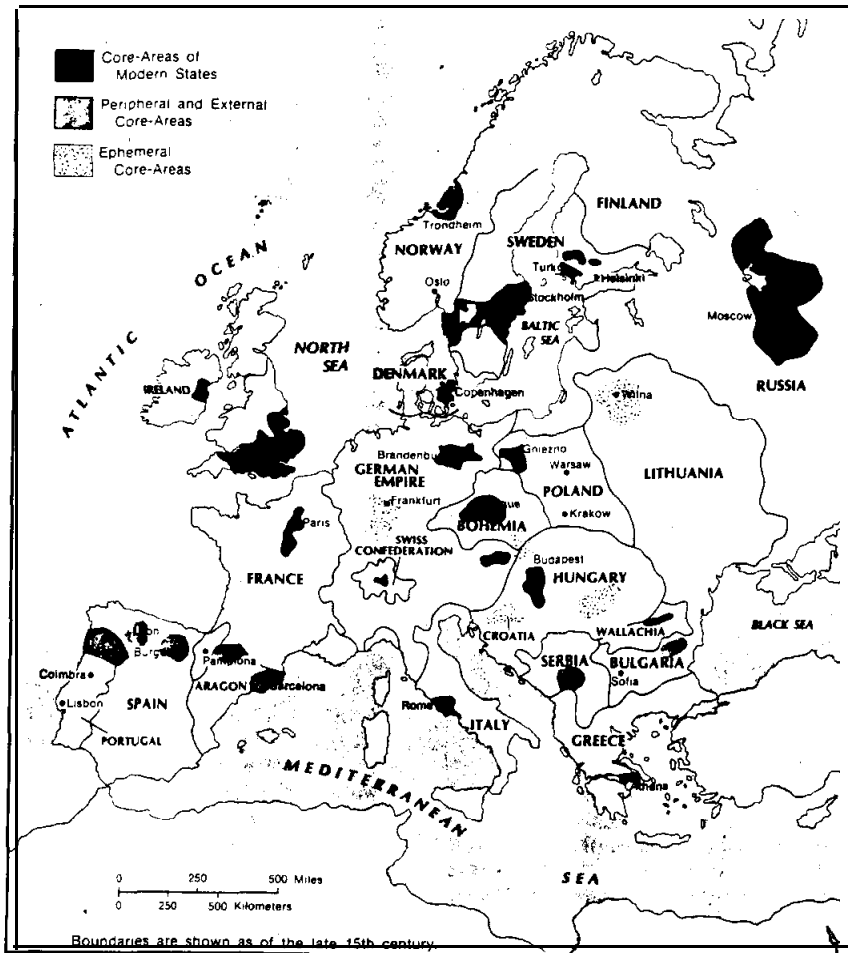 Core-Areas of
Modern States
Peripheral and External
Core-Areas
Ephemeral
Core-Areas
FINLAND
Trondheim
NORWAY
SWEDEN
OCEAN
Turku
Helsinki
Oslo
Stockholm
Moscow
BALTIC
SEA
NORTH
SEA
ATLANTIC
DENMARK
RUSSIA
IRELAND
Copenhagen
Vilna
Brandenbu
Gniezno
GERMAN
EMPIRE
Warsaw
LITHUANIA
POLAND
Frankfurt
Krakow
Paris
BOHEMIA
SWISS
CONFEDERATION
Budapest
FRANCE
HUNGARY
BLACK SEA
CROATIA
WALLACHIA
Pamplona
SERBIA
BULGARIA
Coimbra
Sofia
ARAGON
Barcelona
Rome
Lisbon
SPAIN
ITALY
PORTUGAL
GREECE
MEDITERRANEAN
SEA
0 250 500 Miles
0 250 500 Kilometers
Boundaries are shown as of the late 15th century.